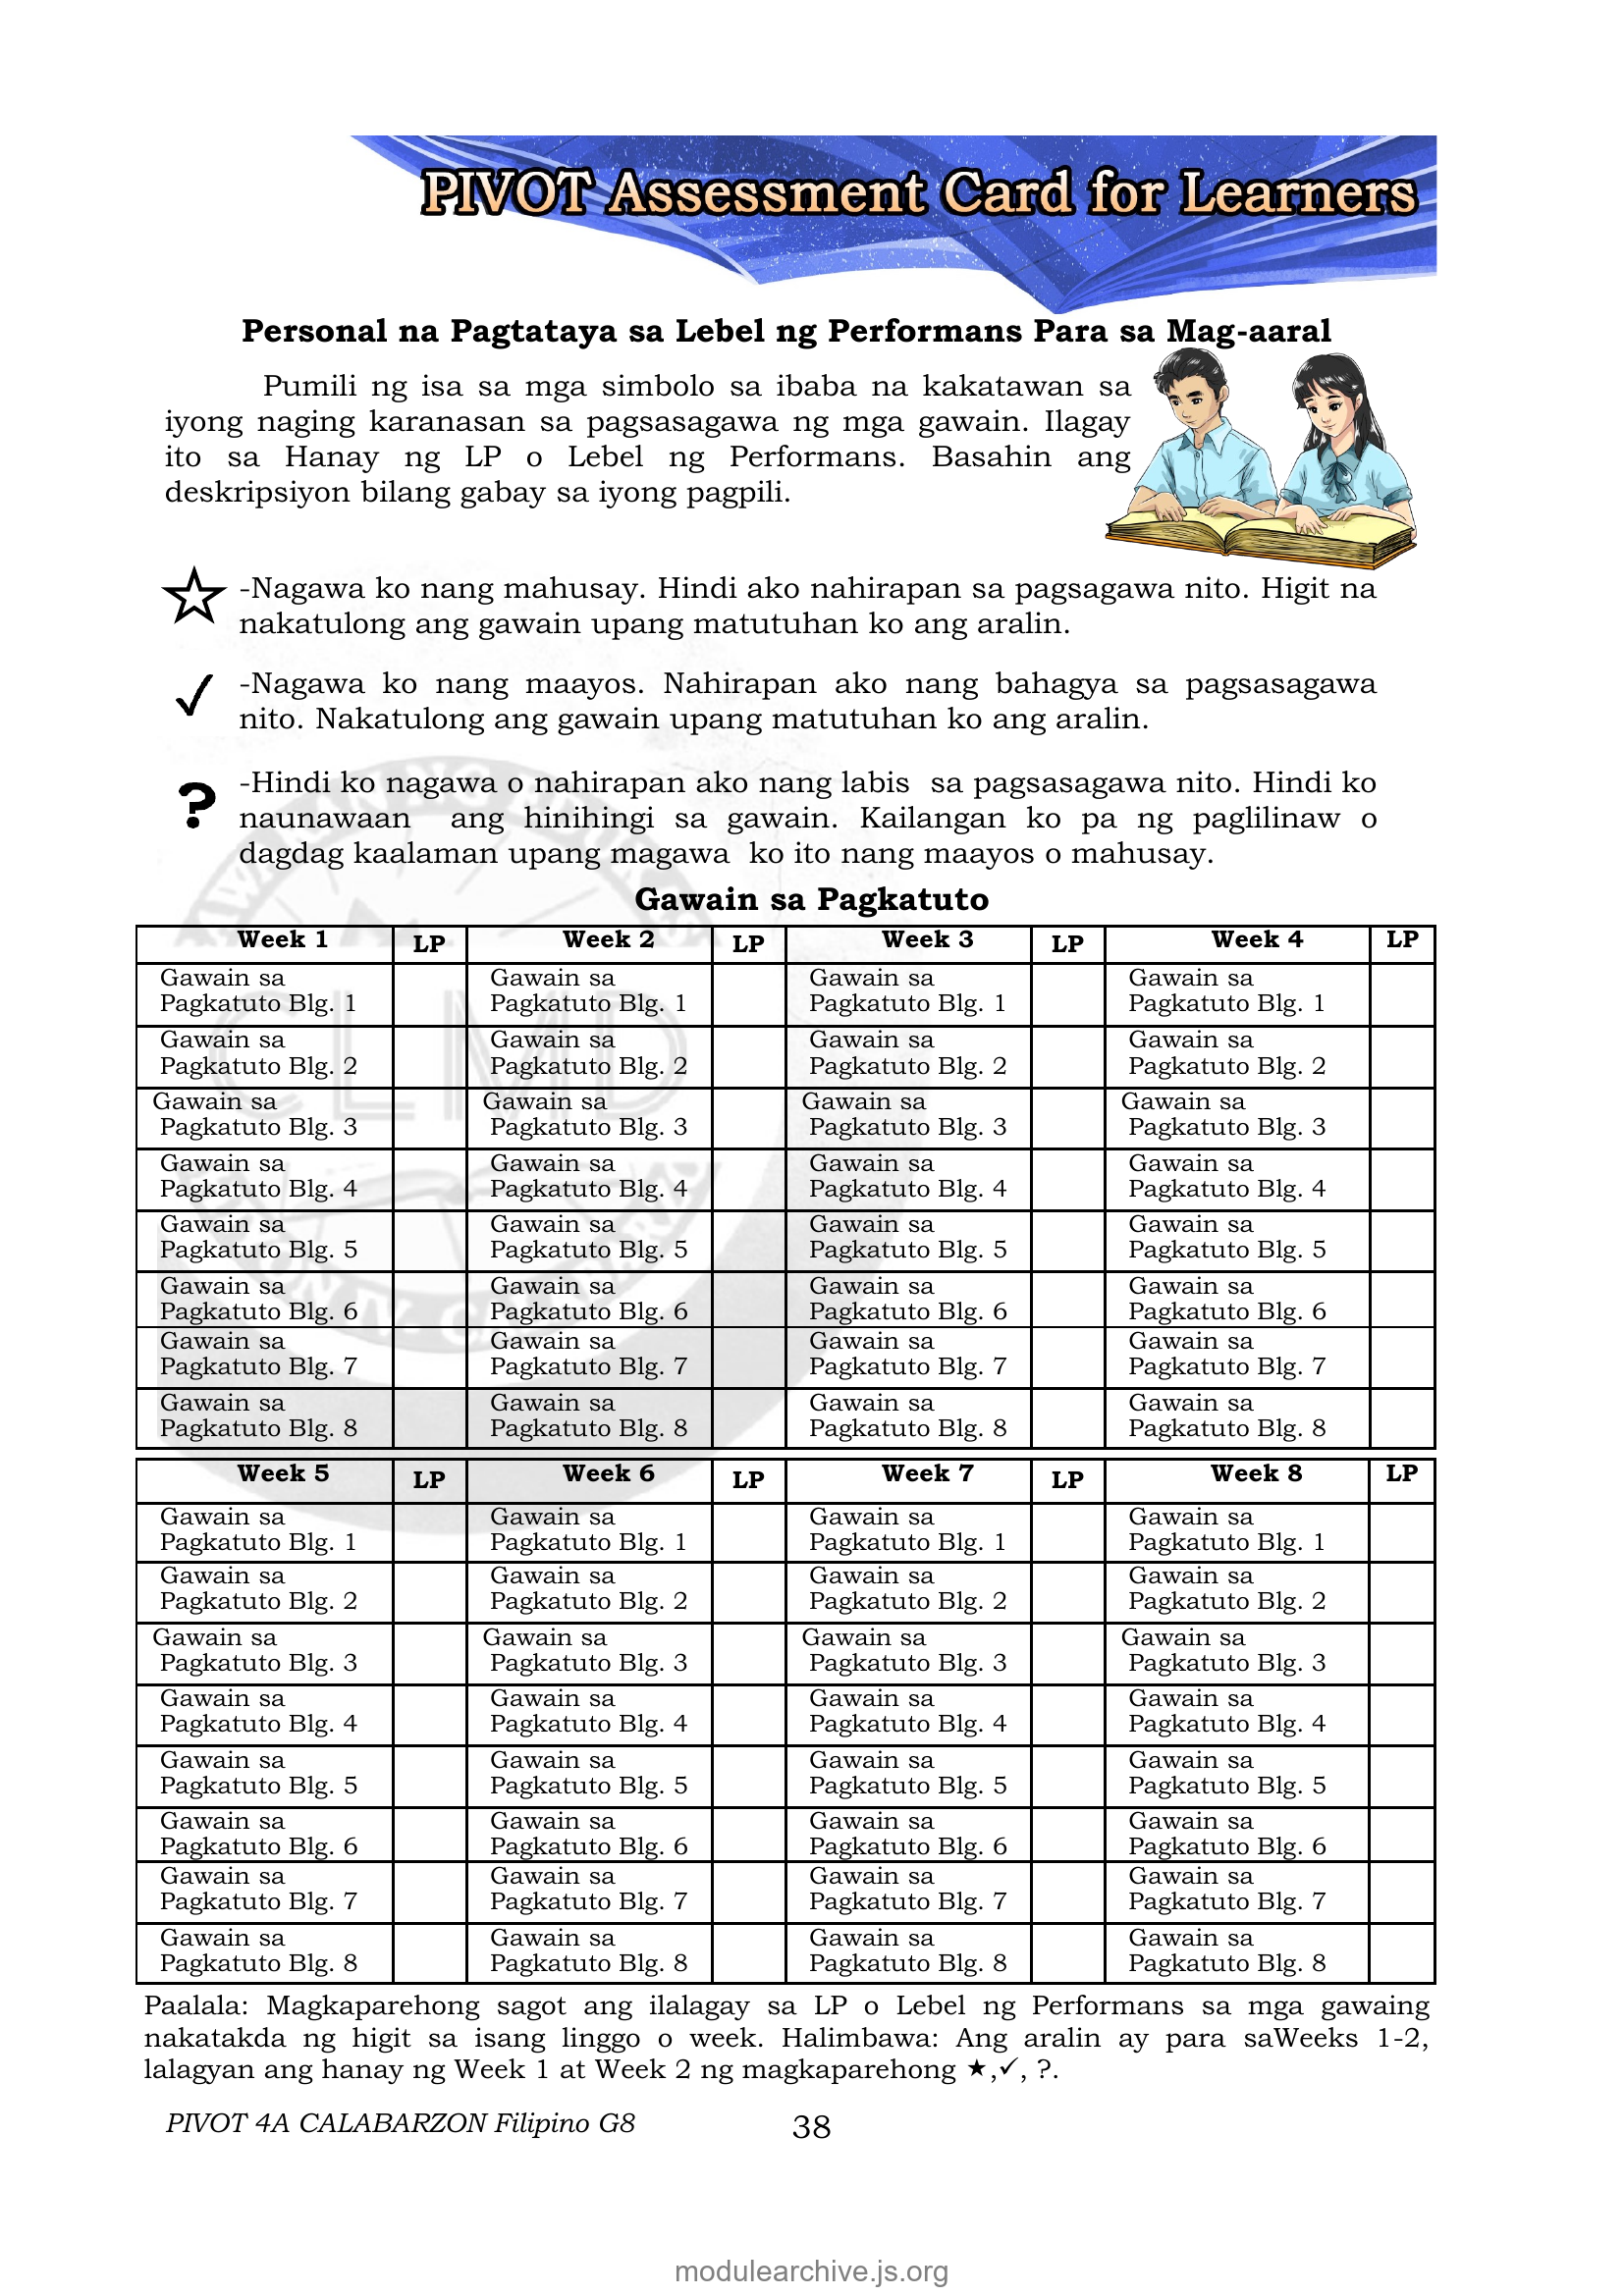 PIVOT Assessment Card for Learners
Personal na Pagtataya sa Lebel ng Performans Para sa Mag-aaral
Pumili ng isa sa mga simbolo sa ibaba na kakatawan sa
iyong naging karanasan sa pagsasagawa ng mga gawain. Ilagay
ito sa Hanay ng LP o Lebel ng Performans. Basahin ang
deskripsiyon bilang gabay sa iyong pagpili.
☆ -Nagawa ko nang mahusay. Hindi ako nahirapan sa pagsagawa nito. Higit na
nakatulong ang gawain upang matutuhan ko ang aralin.
✓ -Nagawa ko nang maayos. Nahirapan ako nang bahagya sa pagsasagawa
nito. Nakatulong ang gawain upang matutuhan ko ang aralin.
? -Hindi ko nagawa o nahirapan ako nang labis sa pagsasagawa nito. Hindi ko
naunawaan ang hinihingi sa gawain. Kailangan ko pa ng paglilinaw o
dagdag kaalaman upang magawa ko ito nang maayos o mahusay.
Gawain sa Pagkatuto
Week 1 LP Week 2 LP Week 3 LP Week 4 LP
Gawain sa Gawain sa Gawain sa Gawain sa
Pagkatuto Blg. 1 Pagkatuto Blg. 1 Pagkatuto Blg. 1 Pagkatuto Blg. 1
Gawain sa Gawain sa Gawain sa Gawain sa
Pagkatuto Blg. 2 Pagkatuto Blg. 2 Pagkatuto Blg. 2 Pagkatuto Blg. 2
Gawain sa Gawain sa Gawain sa Gawain sa
Pagkatuto Blg. 3 Pagkatuto Blg. 3 Pagkatuto Blg. 3 Pagkatuto Blg. 3
Gawain sa Gawain sa Gawain sa Gawain sa
Pagkatuto Blg. 4 Pagkatuto Blg. 4 Pagkatuto Blg. 4 Pagkatuto Blg. 4
Gawain sa Gawain sa Gawain sa Gawain sa
Pagkatuto Blg. 5 Pagkatuto Blg. 5 Pagkatuto Blg. 5 Pagkatuto Blg. 5
Gawain sa Gawain sa Gawain sa Gawain sa
Pagkatuto Blg. 6 Pagkatuto Blg. 6 Pagkatuto Blg. 6 Pagkatuto Blg. 6
Gawain sa Gawain sa Gawain sa Gawain sa
Pagkatuto Blg. 7 Pagkatuto Blg. 7 Pagkatuto Blg. 7 Pagkatuto Blg. 7
Gawain sa Gawain sa Gawain sa Gawain sa
Pagkatuto Blg. 8 Pagkatuto Blg. 8 Pagkatuto Blg. 8 Pagkatuto Blg. 8
CLMD
Week 5 LP Week 6 LP Week 7 LP Week 8 LP
Gawain sa Gawain sa Gawain sa Gawain sa
Pagkatuto Blg. 1 Pagkatuto Blg. 1 Pagkatuto Blg. 1 Pagkatuto Blg. 1
Gawain sa Gawain sa Gawain sa Gawain sa
Pagkatuto Blg. 2 Pagkatuto Blg. 2 Pagkatuto Blg. 2 Pagkatuto Blg. 2
Gawain sa Gawain sa Gawain sa Gawain sa
Pagkatuto Blg. 3 Pagkatuto Blg. 3 Pagkatuto Blg. 3 Pagkatuto Blg. 3
Gawain sa Gawain sa Gawain sa Gawain sa
Pagkatuto Blg. 4 Pagkatuto Blg. 4 Pagkatuto Blg. 4 Pagkatuto Blg. 4
Gawain sa Gawain sa Gawain sa Gawain sa
Pagkatuto Blg. 5 Pagkatuto Blg. 5 Pagkatuto Blg. 5 Pagkatuto Blg. 5
Gawain sa Gawain sa Gawain sa Gawain sa
Pagkatuto Blg. 6 Pagkatuto Blg. 6 Pagkatuto Blg. 6 Pagkatuto Blg. 6
Gawain sa Gawain sa Gawain sa Gawain sa
Pagkatuto Blg. 7 Pagkatuto Blg. 7 Pagkatuto Blg. 7 Pagkatuto Blg. 7
Gawain sa Gawain sa Gawain sa Gawain sa
Pagkatuto Blg. 8 Pagkatuto Blg. 8 Pagkatuto Blg. 8 Pagkatuto Blg. 8
Paalala: Magkaparehong sagot ang ilalagay sa LP o Lebel ng Performans sa mga gawaing
nakatakda ng higit sa isang linggo o week. Halimbawa: Ang aralin ay para saWeeks 1-2,
lalagyan ang hanay ng Week 1 at Week 2 ng magkaparehong ★,✓, ?.
PIVOT 4A CALABARZON Filipino G8 38
modulearchive.js.org